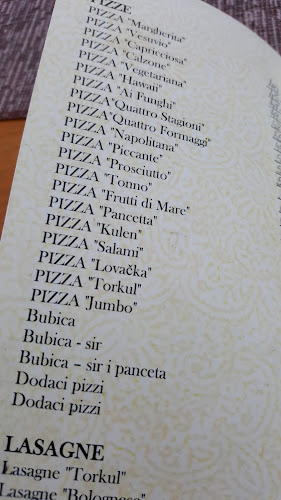 PIZZE
PIZZA "Margherita"
PIZZA "Vesuvio"
PIZZA "Capricciosa"
PIZZA "Calzone"
PIZZA "Vegetariana"
PIZZA "Hawaii"
PIZZA "Ai Funghi"
PIZZA "Quattro Stagioni"
PIZZA"Quattro Formaggi"
PIZZA "Napolitana"
PIZZA "Piccante"
PIZZA "Prosciutto"
PIZZA "Tonno"
PIZZA "Frutti di Mare"
PIZZA "Pancetta"
PIZZA "Kulen"
PIZZA "Salami"
PIZZA "Lovačka"
PIZZA "Torkul"
PIZZA "Jumbo"
Bubica
Bubica - sir
Bubica – sir i panceta
Dodaci pizzi
Dodaci pizzi
LASAGNE
Lasagne "Torkul"
Lasagne "Bolognese"